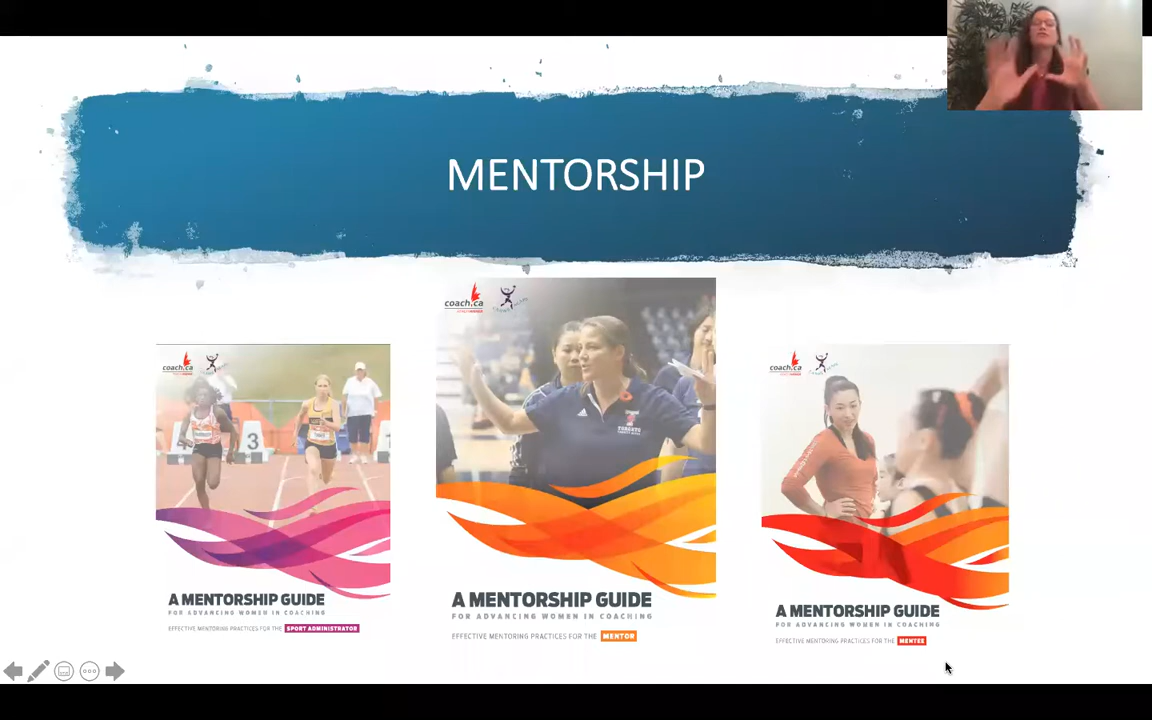 MENTORSHIP
coach.ca
A MENTORSHIP GUIDE
FOR ADVANCING WOMEN IN COACHING
EFFECTIVE MENTORING PRACTICES FOR THE SPORT ADMINISTRATOR
coach.ca
TORONTO
A MENTORSHIP GUIDE
FOR ADVANCING WOMEN IN COACHING
EFFECTIVE MENTORING PRACTICES FOR THE MENTOR
coach.ca
A MENTORSHIP GUIDE
FOR ADVANCING WOMEN IN COACHING
EFFECTIVE MENTORING PRACTICES FOR THE MENTEE
3